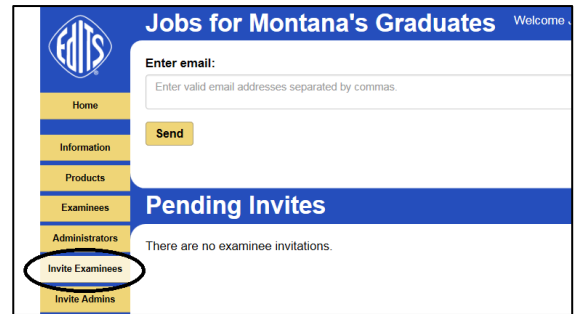 EdITS
Jobs for Montana's Graduates
Welcome
Enter email:
Enter valid email addresses separated by commas.
Send
Home
Information
Products
Examinees
Administrators
Invite Examinees
Invite Admins
Pending Invites
There are no examinee invitations.